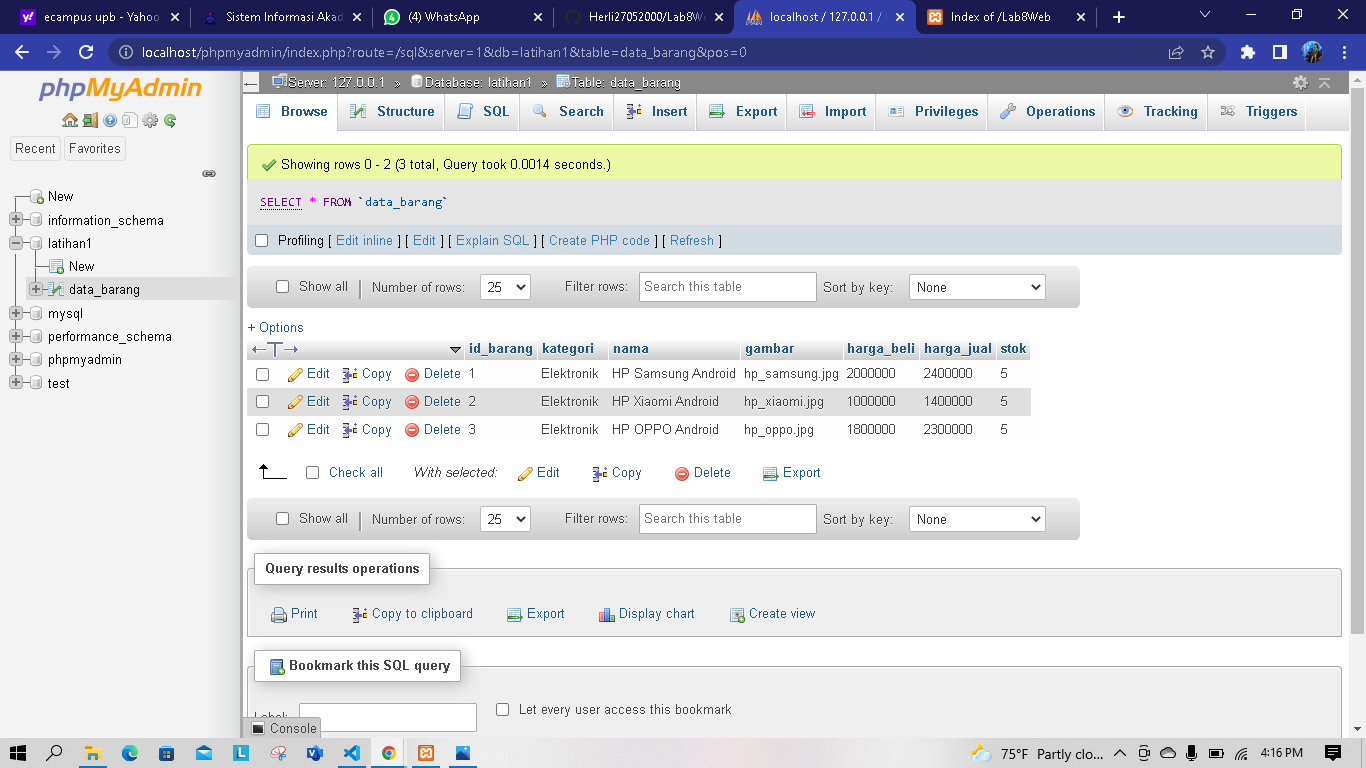 ecampus upb - Yahoo
Sistem Informasi Akad
(4) WhatsApp
Herli27052000/Lab8We
localhost / 127.0.0.1 /
Index of /Lab8Web
localhost/phpmyadmin/index.php?route=/sql&server=1&db=latihan1&table=data_barang&pos=0
phpMyAdmin
Recent Favorites
New
information_schema
latihan1
New
data_barang
mysql
performance_schema
phpmyadmin
test
Server: 127.0.0.1 » Database: latihan1 » Table: data_barang
Browse Structure SQL Search Insert Export Import Privileges Operations Tracking Triggers
Showing rows 0 - 2 (3 total, Query took 0.0014 seconds.)
SELECT * FROM `data_barang`
Profiling [ Edit inline ] [ Edit ] [ Explain SQL ] [ Create PHP code ] [ Refresh ]
Show all | Number of rows: 25 Filter rows: Search this table Sort by key: None
+ Options
←T→ id_barang kategori nama gambar harga_beli harga_jual stok
Edit Copy Delete 1 Elektronik HP Samsung Android hp_samsung.jpg 2000000 2400000 5
Edit Copy Delete 2 Elektronik HP Xiaomi Android hp_xiaomi.jpg 1000000 1400000 5
Edit Copy Delete 3 Elektronik HP OPPO Android hp_oppo.jpg 1800000 2300000 5
Check all With selected: Edit Copy Delete Export
Show all | Number of rows: 25 Filter rows: Search this table Sort by key: None
Query results operations
Print Copy to clipboard Export Display chart Create view
Bookmark this SQL query
Label: Let every user access this bookmark
Console
75°F Partly clo... 4:16 PM